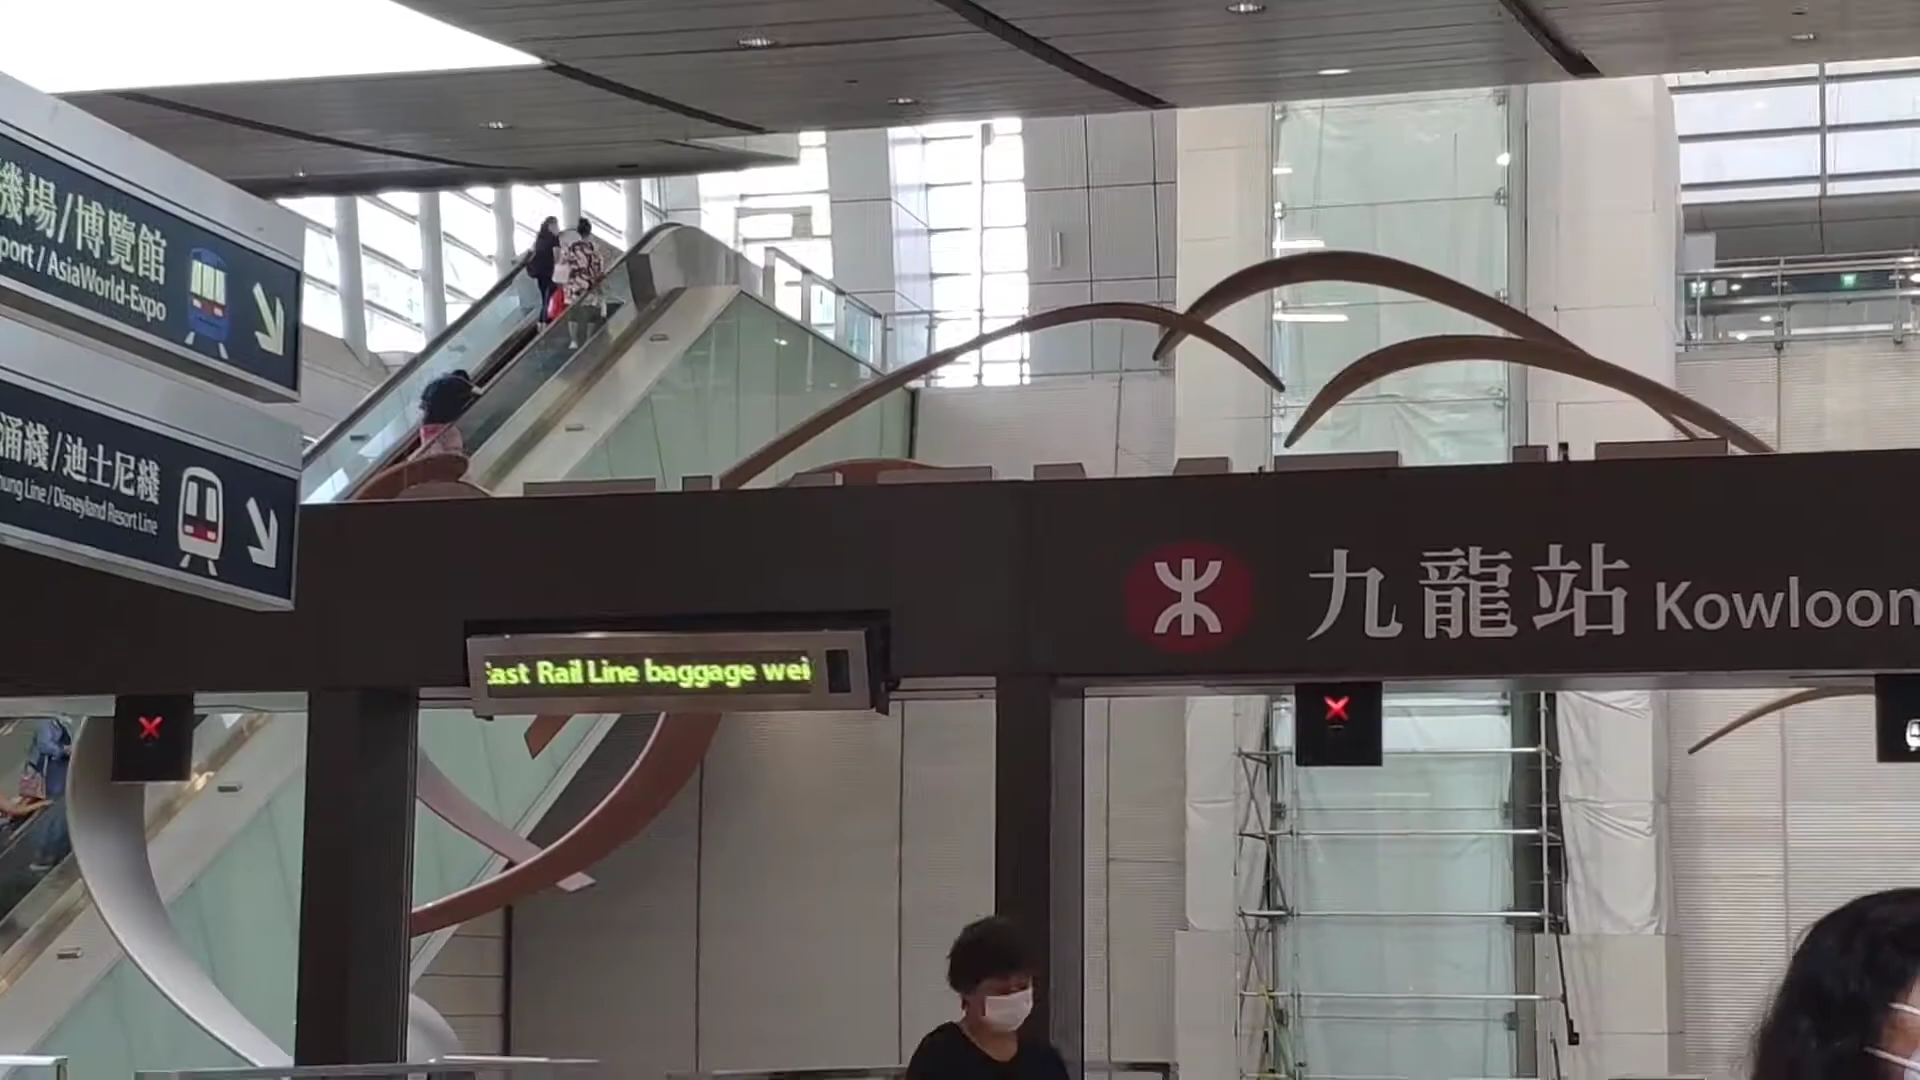 機場/博覽館
port / AsiaWorld-Expo
涌綫/迪士尼綫
hung Line / Disneyland Resort Line
ast Rail Line baggage wei
九龍站 Kowloon